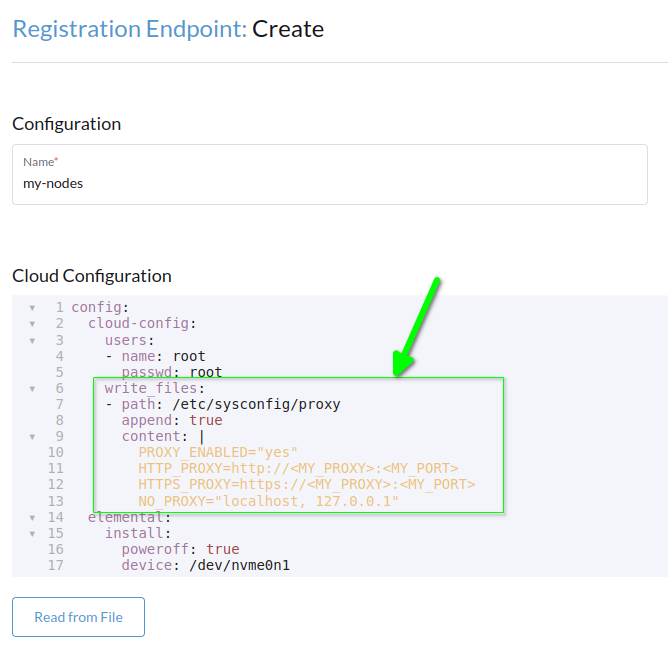 Registration Endpoint: Create
Configuration
Name*
my-nodes
Cloud Configuration
1 config:
2   cloud-config:
3     users:
4     - name: root
5       passwd: root
6     write_files:
7     - path: /etc/sysconfig/proxy
8       append: true
9       content: |
10         PROXY_ENABLED="yes"
11         HTTP_PROXY=http://<MY_PROXY>:<MY_PORT>
12         HTTPS_PROXY=https://<MY_PROXY>:<MY_PORT>
13         NO_PROXY="localhost, 127.0.0.1"
14   elemental:
15     install:
16       poweroff: true
17       device: /dev/nvme0n1
Read from File